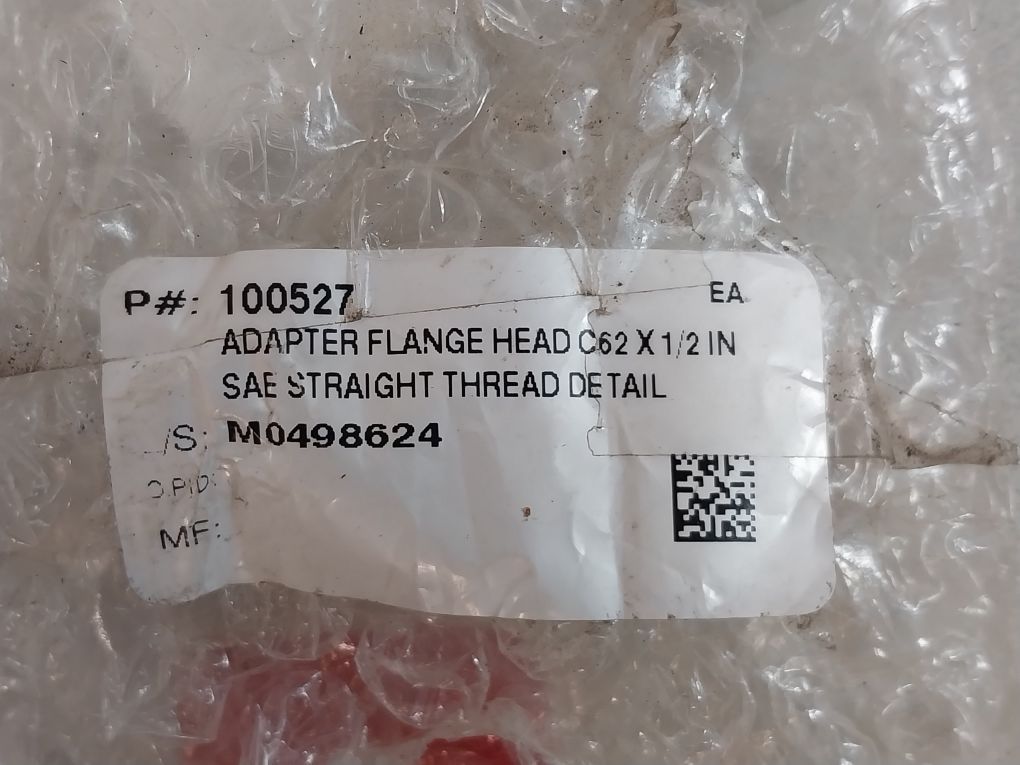 P#: 100527 EA
ADAPTER FLANGE HEAD C62 X 1/2 IN
SAE STRAIGHT THREAD DETAIL
/S: M0498624
MF: